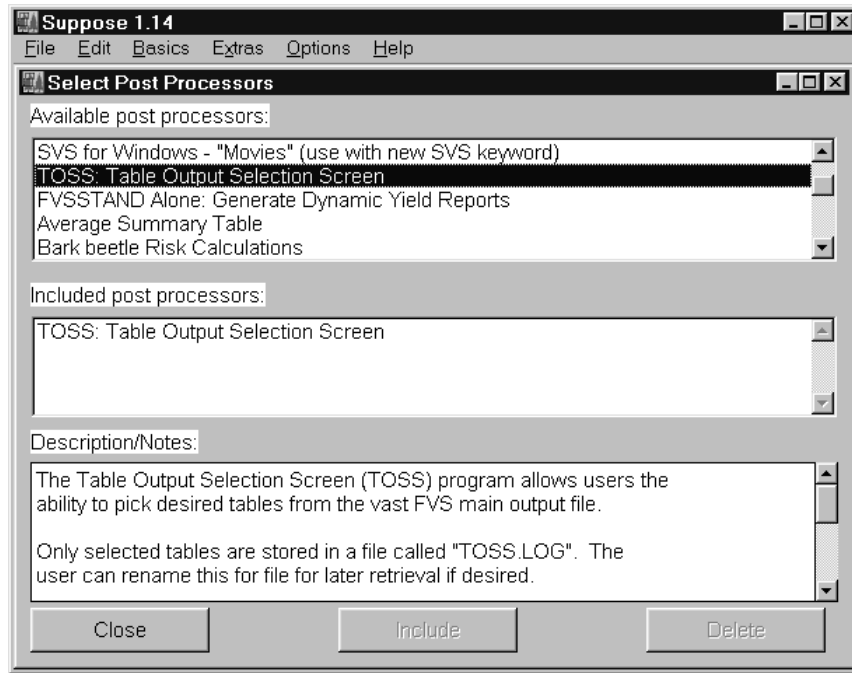 Suppose 1.14
File Edit Basics Extras Options Help
Select Post Processors
Available post processors:
SVS for Windows - "Movies" (use with new SVS keyword)
TOSS: Table Output Selection Screen
FVSSTAND Alone: Generate Dynamic Yield Reports
Average Summary Table
Bark beetle Risk Calculations
Included post processors:
TOSS: Table Output Selection Screen
Description/Notes:
The Table Output Selection Screen (TOSS) program allows users the
ability to pick desired tables from the vast FVS main output file.
Only selected tables are stored in a file called "TOSS.LOG". The
user can rename this for file for later retrieval if desired.
Close Include Delete